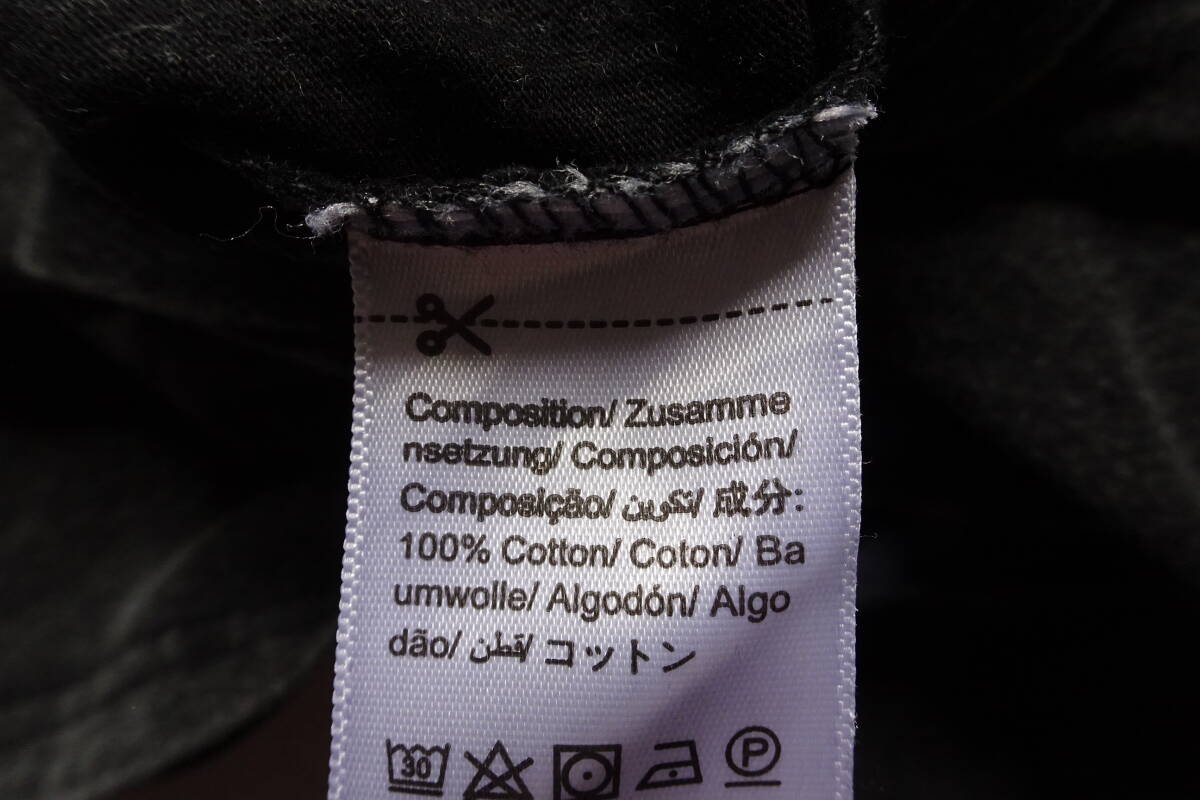 Composition/ Zusamme
nsetzung/ Composición/
Composição/ تكوين/ 成分:
100% Cotton/ Coton/ Ba
umwolle/ Algodón/ Algo
dão/ قطن/ コットン
30 P